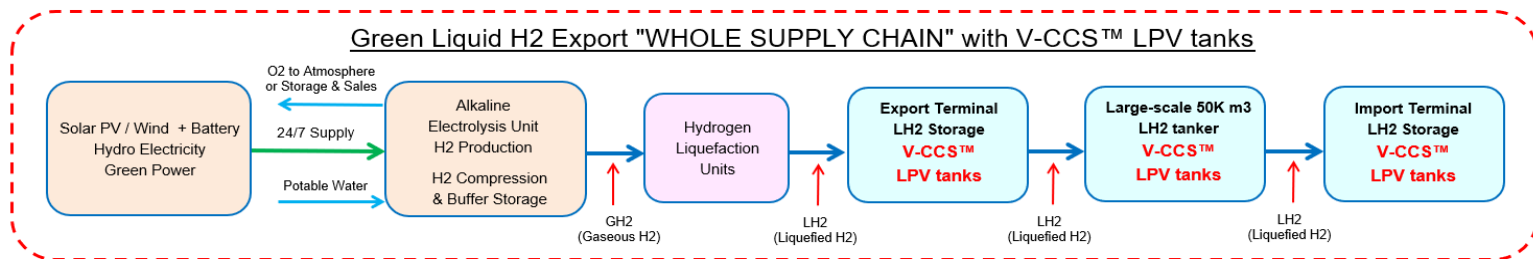 Green Liquid H2 Export "WHOLE SUPPLY CHAIN" with V-CCS™ LPV tanks
Solar PV / Wind + Battery
Hydro Electricity
Green Power
O2 to Atmosphere
or Storage & Sales
24/7 Supply
Potable Water
Alkaline
Electrolysis Unit
H2 Production
H2 Compression
& Buffer Storage
GH2
(Gaseous H2)
Hydrogen
Liquefaction
Units
LH2
(Liquefied H2)
Export Terminal
LH2 Storage
V-CCS™
LPV tanks
LH2
(Liquefied H2)
Large-scale 50K m3
LH2 tanker
V-CCS™
LPV tanks
LH2
(Liquefied H2)
Import Terminal
LH2 Storage
V-CCS™
LPV tanks